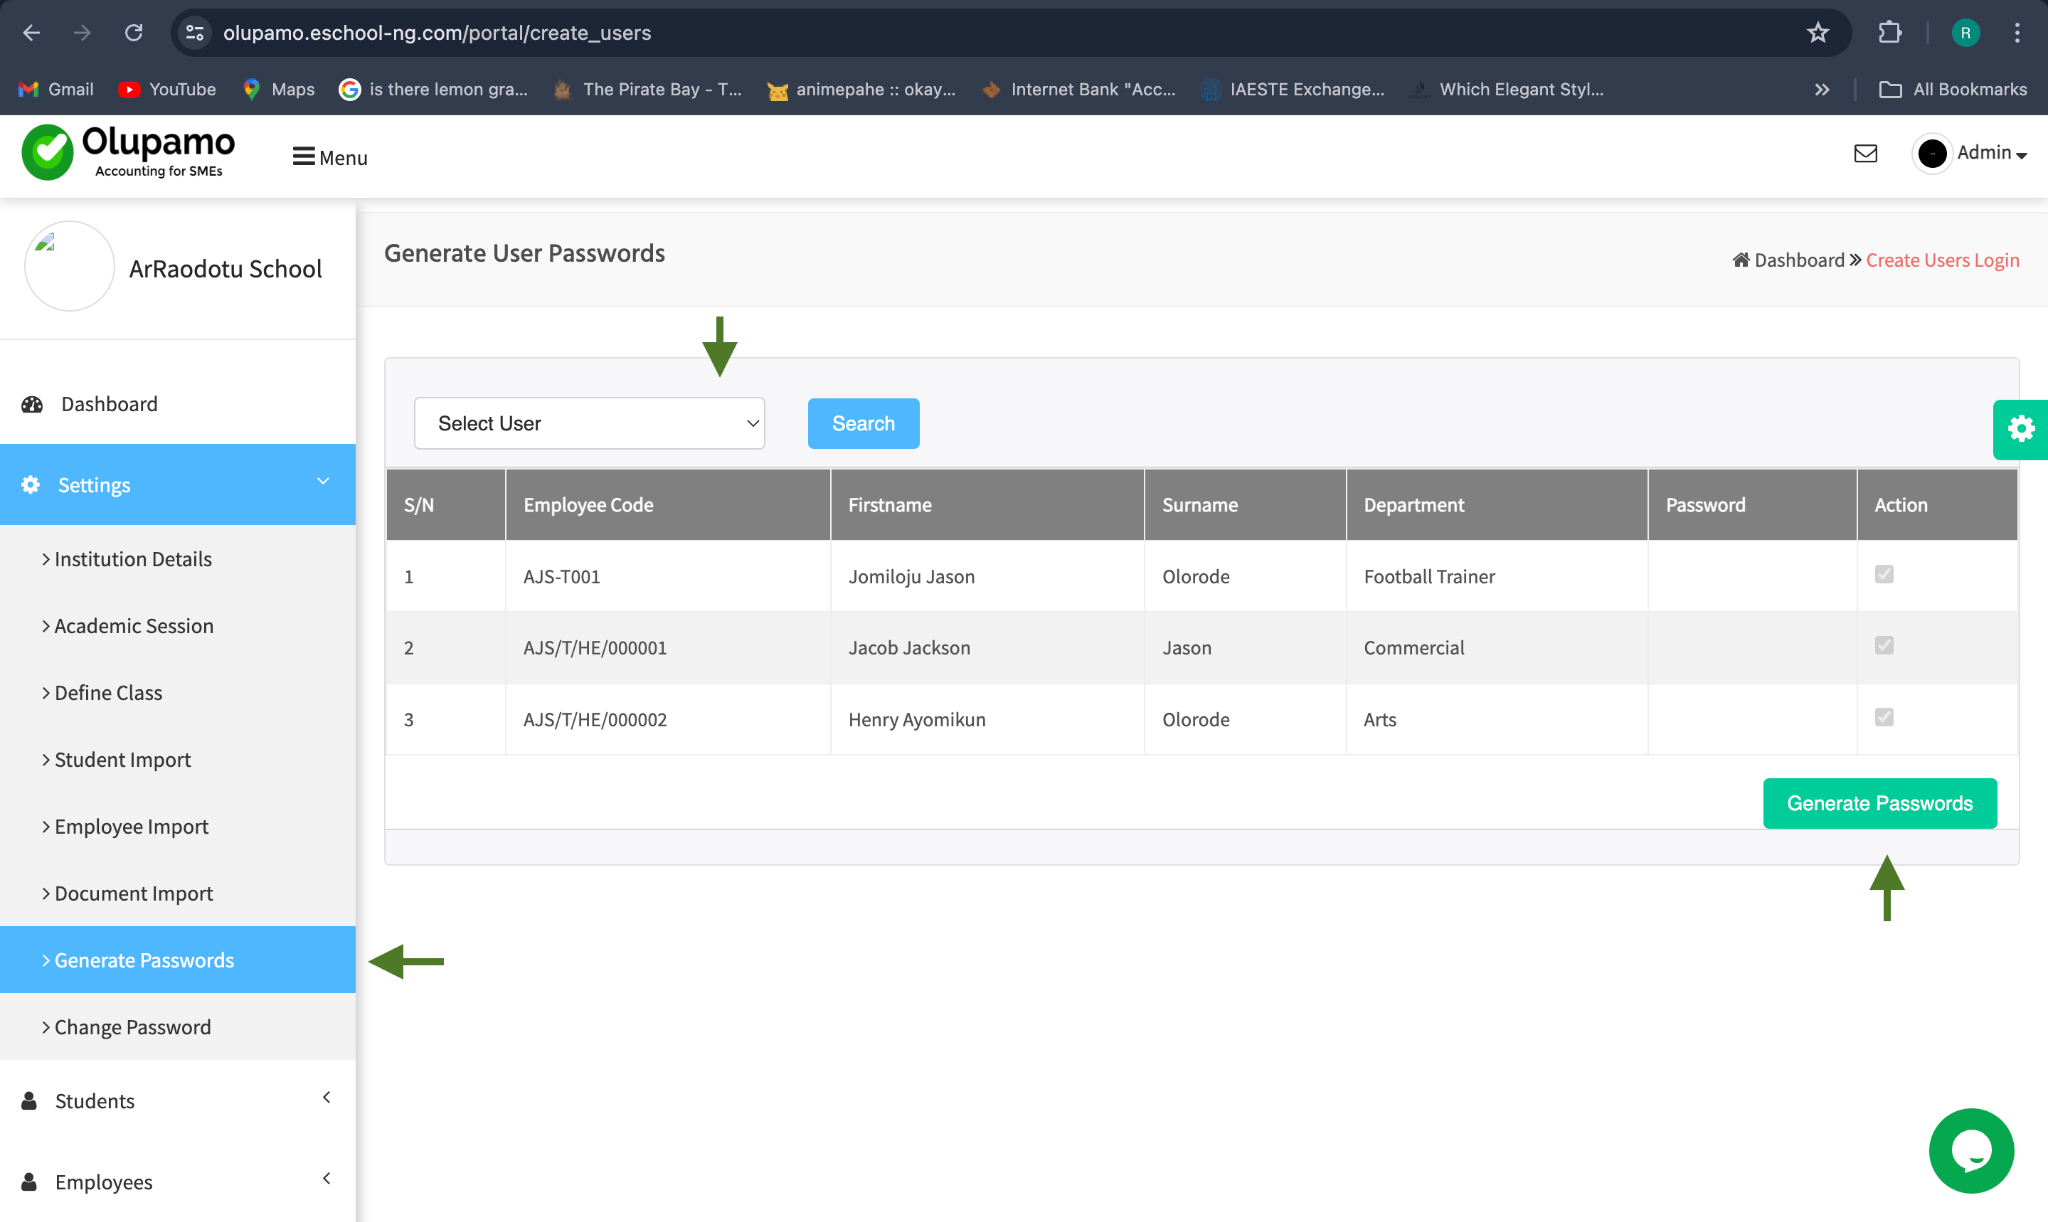 olupamo.eschool-ng.com/portal/create_users
R
Gmail YouTube Maps is there lemon gra... The Pirate Bay - T... animepahe :: okay... Internet Bank "Acc... IAESTE Exchange... Which Elegant Styl... All Bookmarks
Olupamo
Accounting for SMEs
Menu
Admin
ArRaodotu School
Generate User Passwords
Dashboard » Create Users Login
Dashboard
Settings
> Institution Details
> Academic Session
> Define Class
> Student Import
> Employee Import
> Document Import
> Generate Passwords
> Change Password
Students
Employees
Select User
Search
S/N Employee Code Firstname Surname Department Password Action
1 AJS-T001 Jomiloju Jason Olorode Football Trainer
2 AJS/T/HE/000001 Jacob Jackson Jason Commercial
3 AJS/T/HE/000002 Henry Ayomikun Olorode Arts
Generate Passwords